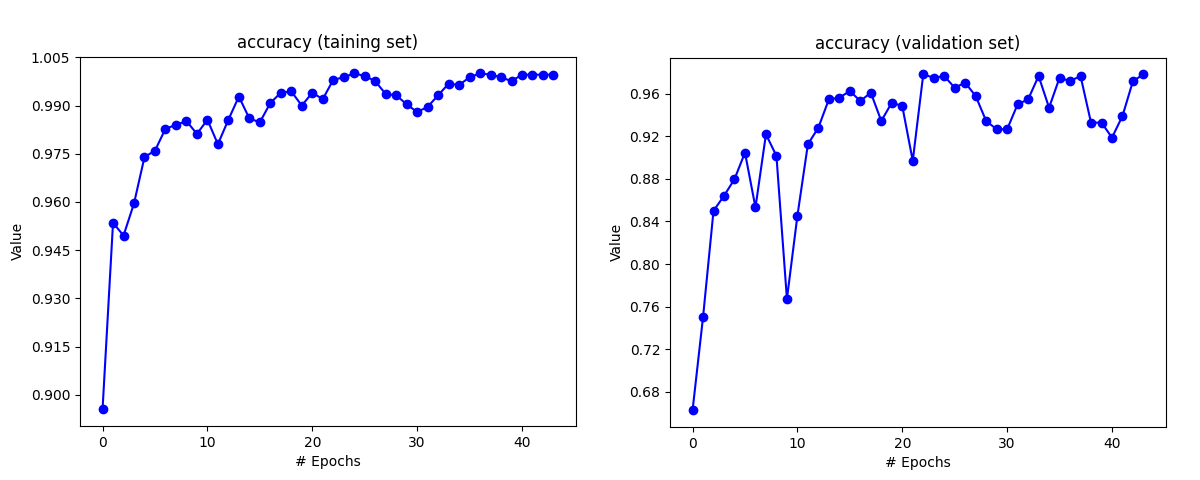 accuracy (taining set)
1.005
0.990
0.975
0.960
0.945
0.930
0.915
0.900
Value
0 10 20 30 40
# Epochs
accuracy (validation set)
0.96
0.92
0.88
0.84
0.80
0.76
0.72
0.68
Value
0 10 20 30 40
# Epochs